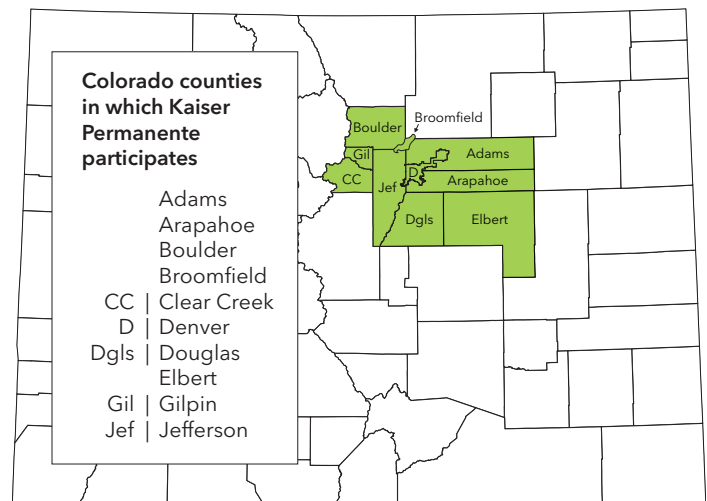 Colorado counties
in which Kaiser
Permanente
participates
Adams
Arapahoe
Boulder
Broomfield
CC | Clear Creek
D | Denver
Dgls | Douglas
Elbert
Gil | Gilpin
Jef | Jefferson
Broomfield
Boulder
Gil
Adams
CC
Jef
D
Arapahoe
Dgls
Elbert